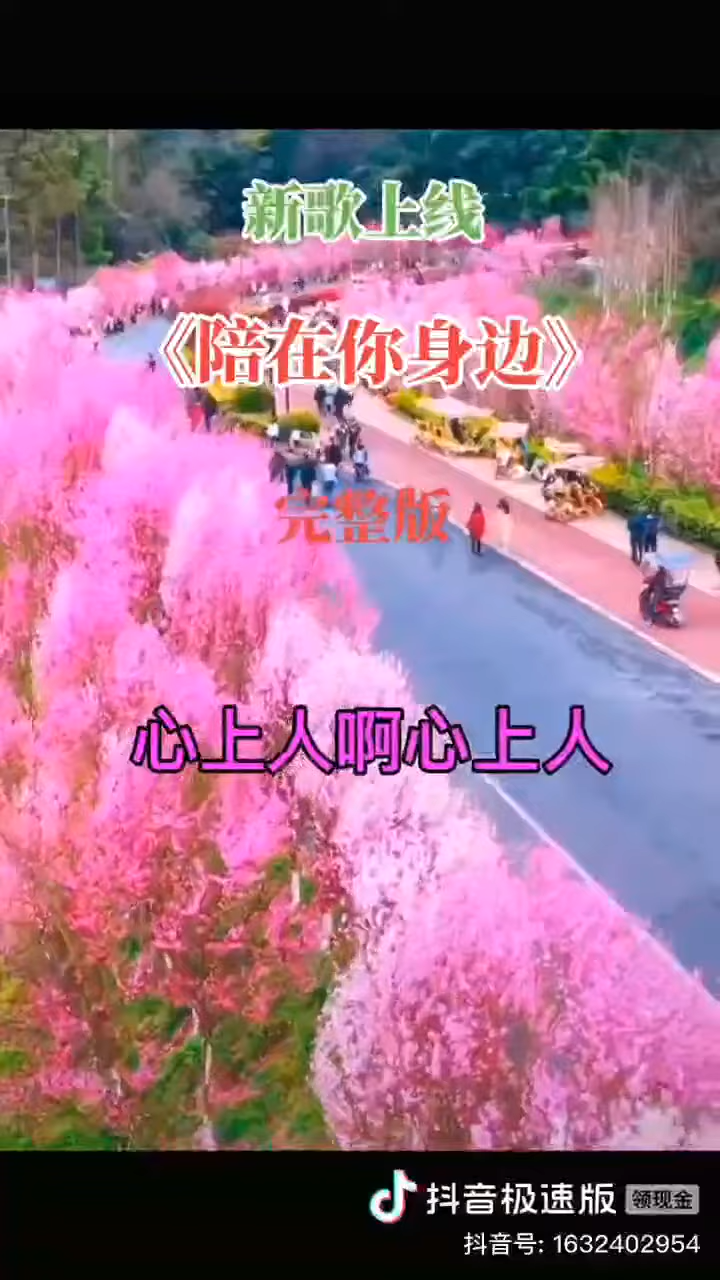 新歌上线
《陪在你身边》
完整版
心上人啊心上人
抖音极速版 领现金
抖音号: 1632402954